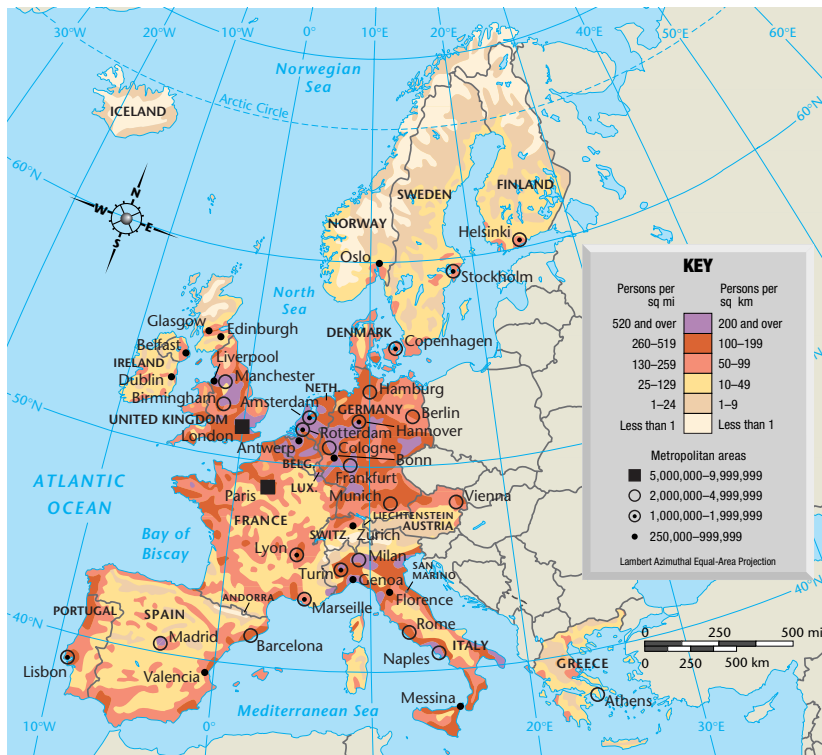 30°W
20°W
10°W
0°
10°E
20°E
30°E
40°E
50°E
60°E
Norwegian
Sea
Arctic Circle
ICELAND
60°N
60°N
N
W
E
S
SWEDEN
FINLAND
NORWAY
Helsinki
Oslo
Stockholm
North
Sea
Glasgow
Edinburgh
DENMARK
Copenhagen
Belfast
IRELAND
Liverpool
Dublin
Manchester
NETH.
Hamburg
Birmingham
Amsterdam
GERMANY
Berlin
50°N
UNITED KINGDOM
Rotterdam
Hannover
London
Cologne
Antwerp
Bonn
BELG.
Frankfurt
ATLANTIC
OCEAN
LUX.
Paris
Munich
Vienna
LIECHTENSTEIN
FRANCE
AUSTRIA
Bay of
Biscay
SWITZ.
Zürich
Lyon
Milan
Turin
SAN
MARINO
Genoa
ANDORRA
Florence
PORTUGAL
SPAIN
Marseille
40°N
Madrid
Barcelona
Rome
ITALY
Lisbon
Naples
Valencia
GREECE
Athens
Messina
Mediterranean Sea
10°W
0°
10°E
20°E
30°E
KEY
Persons per
sq mi
Persons per
sq km
520 and over
200 and over
260–519
100–199
130–259
50–99
25–129
10–49
1–24
1–9
Less than 1
Less than 1
Metropolitan areas
5,000,000–9,999,999
2,000,000–4,999,999
1,000,000–1,999,999
250,000–999,999
Lambert Azimuthal Equal-Area Projection
0 250 500 mi
0 250 500 km